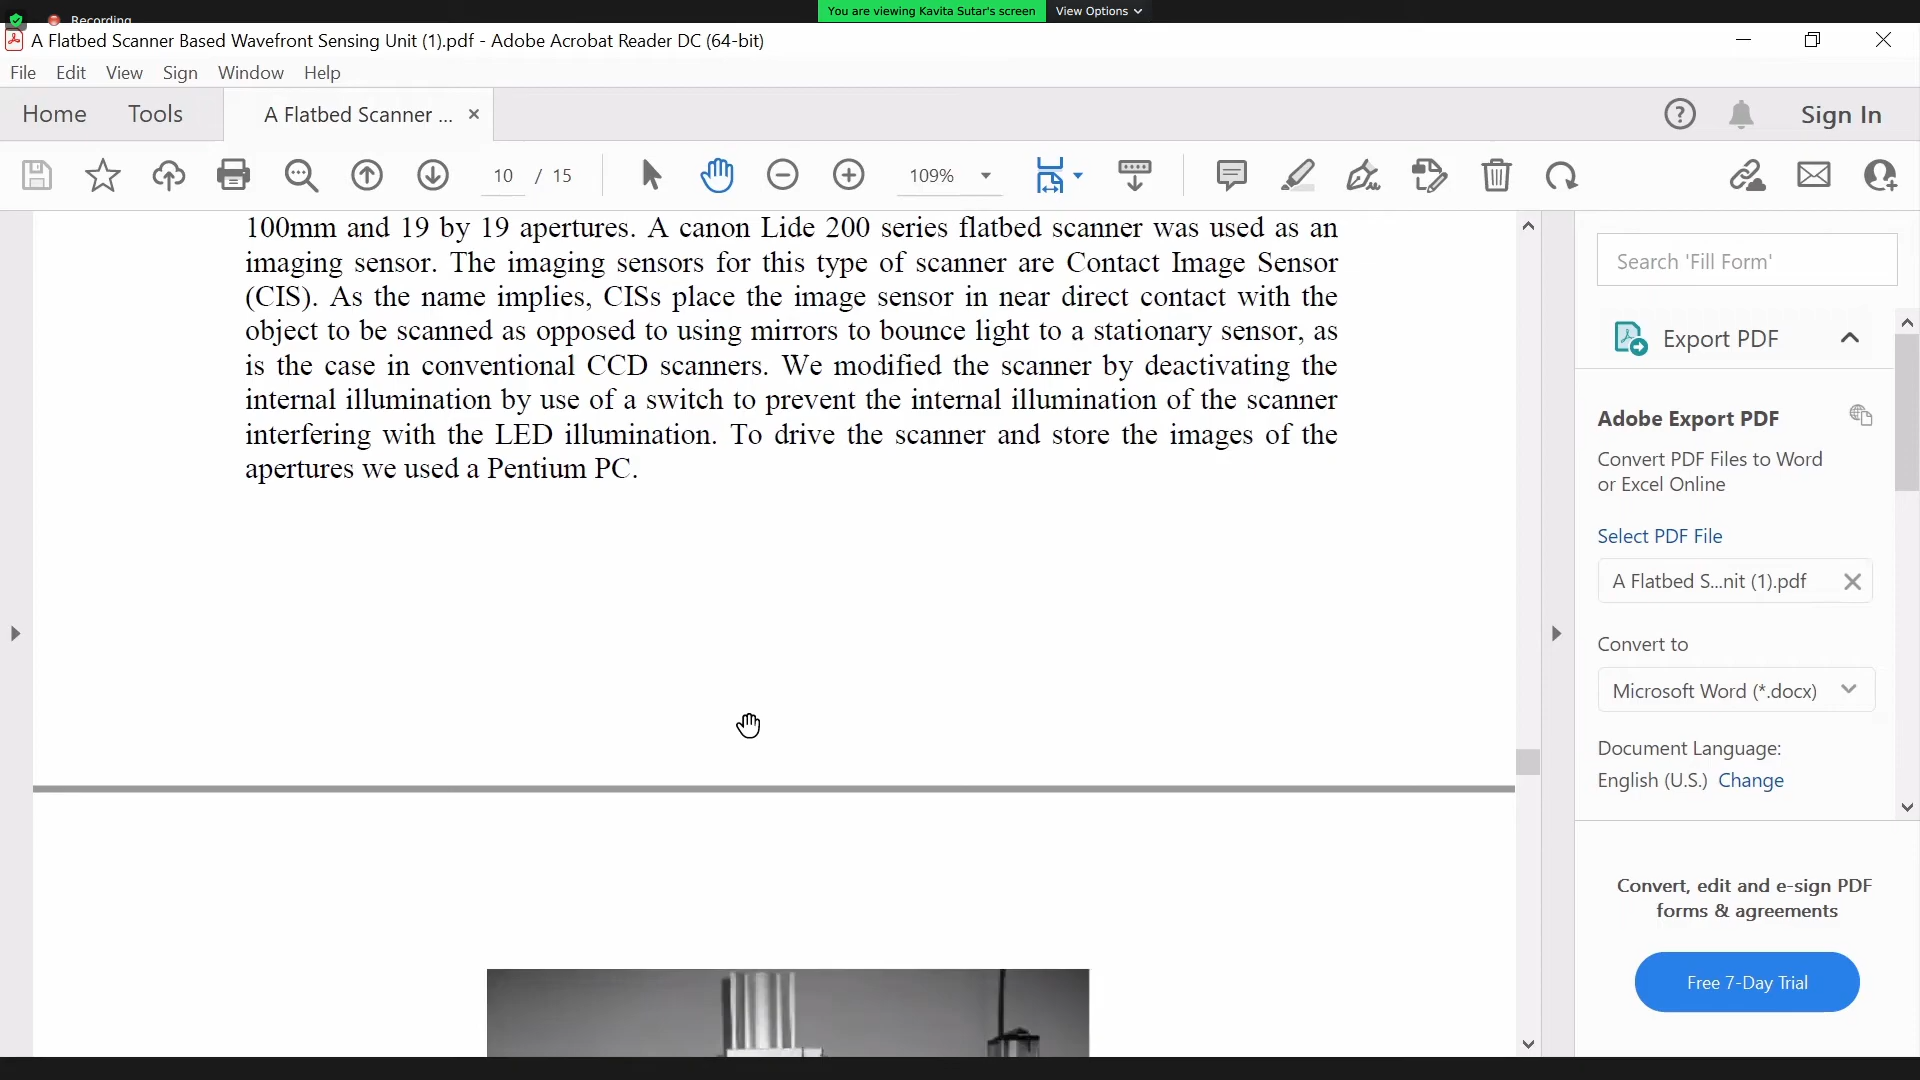 Recording
You are viewing Kavita Sutar's screen
View Options
A Flatbed Scanner Based Wavefront Sensing Unit (1).pdf - Adobe Acrobat Reader DC (64-bit)
File Edit View Sign Window Help
Home Tools A Flatbed Scanner ... Sign In
10 / 15 109%
100mm and 19 by 19 apertures. A canon Lide 200 series flatbed scanner was used as an
imaging sensor. The imaging sensors for this type of scanner are Contact Image Sensor
(CIS). As the name implies, CISs place the image sensor in near direct contact with the
object to be scanned as opposed to using mirrors to bounce light to a stationary sensor, as
is the case in conventional CCD scanners. We modified the scanner by deactivating the
internal illumination by use of a switch to prevent the internal illumination of the scanner
interfering with the LED illumination. To drive the scanner and store the images of the
apertures we used a Pentium PC.
Search 'Fill Form'
Export PDF
Adobe Export PDF
Convert PDF Files to Word
or Excel Online
Select PDF File
A Flatbed S...nit (1).pdf
Convert to
Microsoft Word (*.docx)
Document Language:
English (U.S.) Change
Convert, edit and e-sign PDF
forms & agreements
Free 7-Day Trial